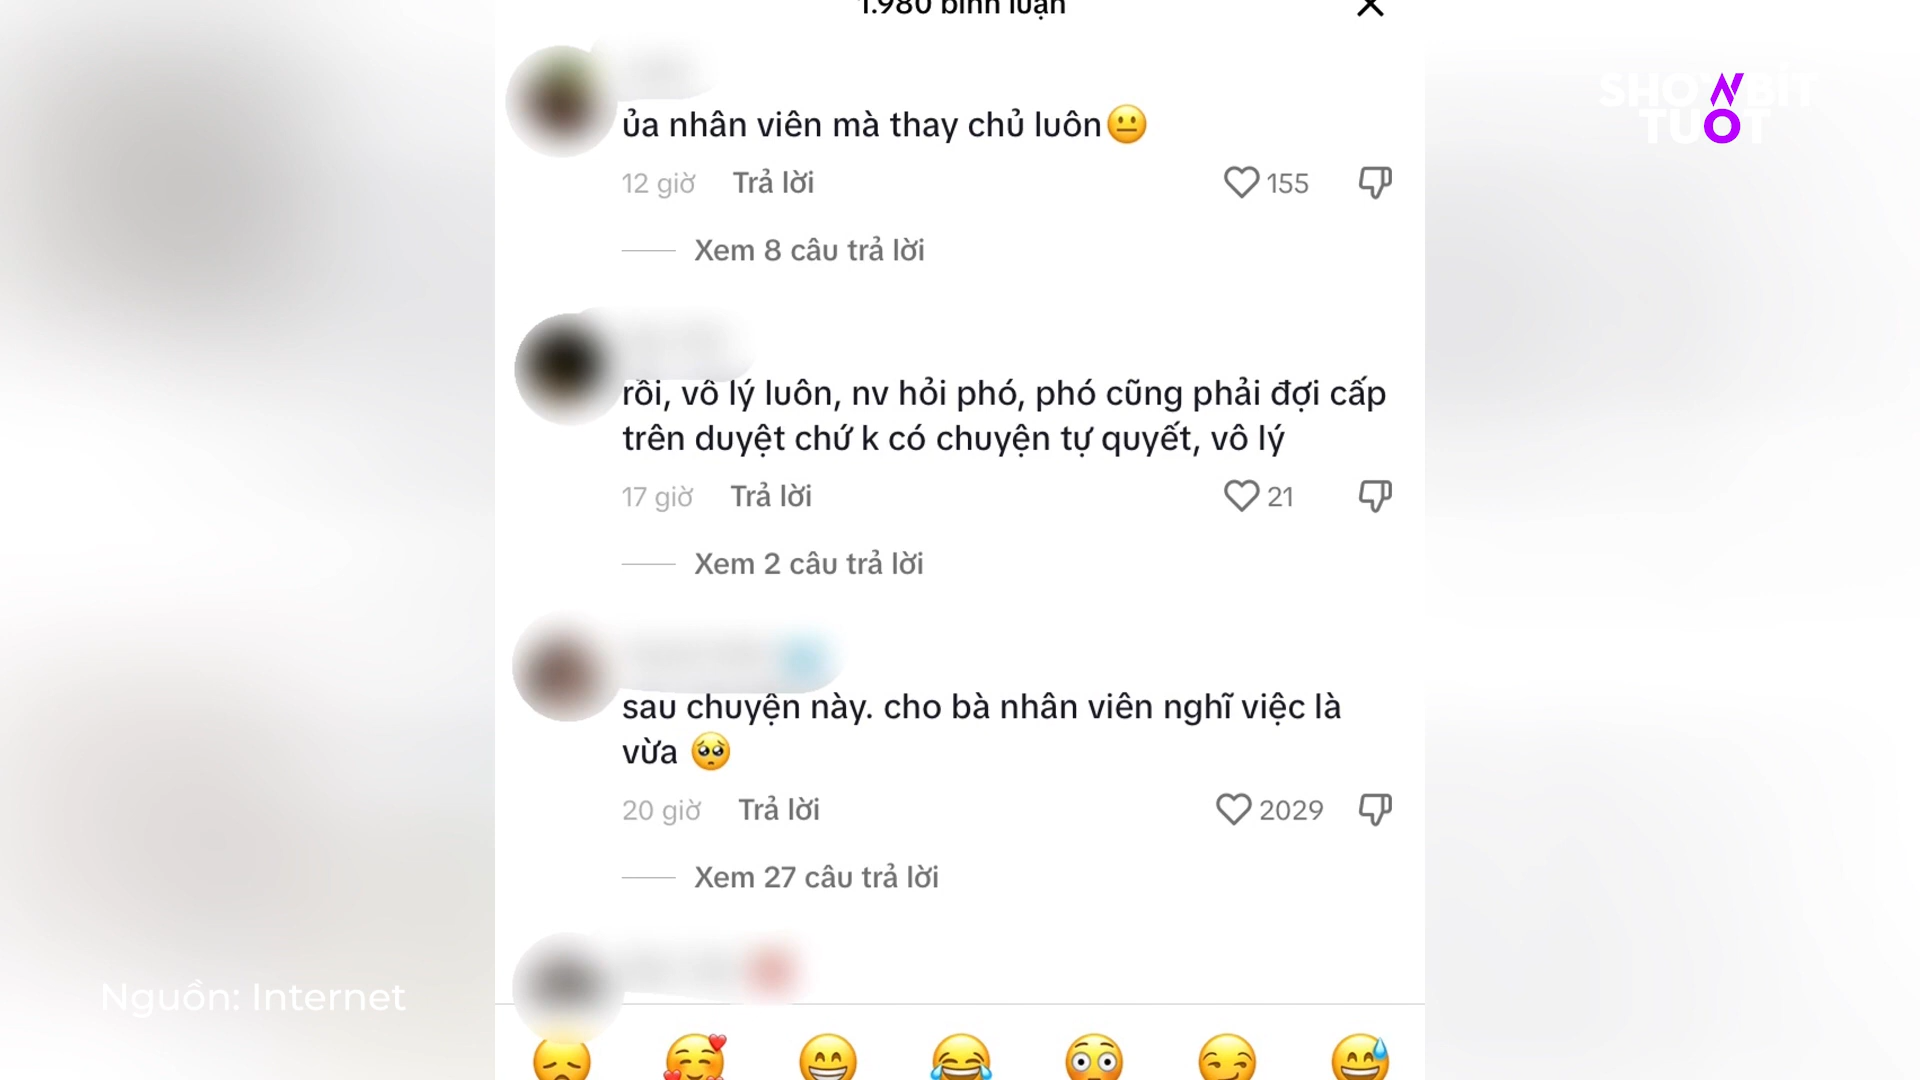 1.980 bình luận
SHOWBIT
TUỐT
ủa nhân viên mà thay chủ luôn😐
12 giờ Trả lời 155
Xem 8 câu trả lời
rồi, vô lý luôn, nv hỏi phó, phó cũng phải đợi cấp
trên duyệt chứ k có chuyện tự quyết, vô lý
17 giờ Trả lời 21
Xem 2 câu trả lời
sau chuyện này. cho bà nhân viên nghĩ việc là
vừa 🥺
20 giờ Trả lời 2029
Xem 27 câu trả lời
Nguồn: Internet